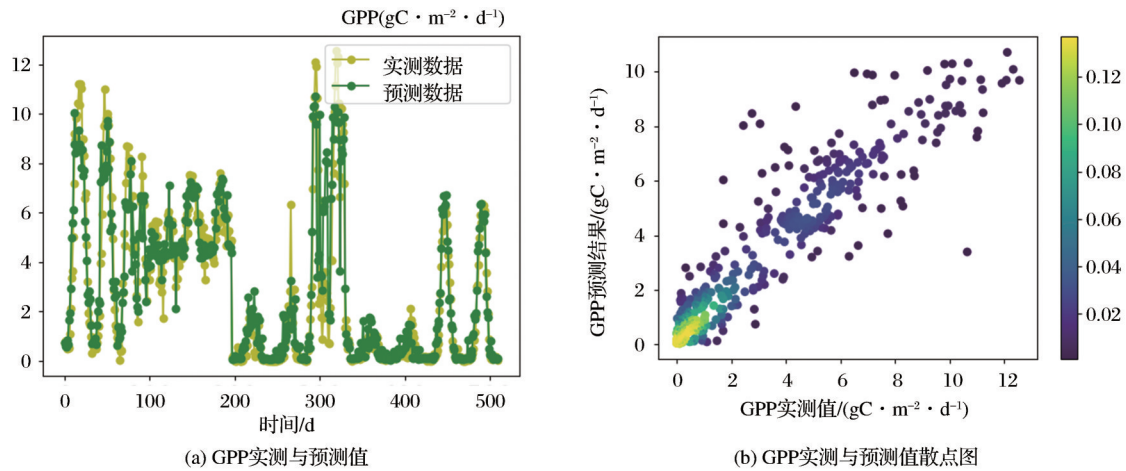 GPP(gC · m⁻² · d⁻¹)
实测数据
预测数据
12
10
8
6
4
2
0
0 100 200 300 400 500
时间/d
(a) GPP实测与预测值
GPP预测结果/(gC · m⁻² · d⁻¹)
10
8
6
4
2
0
0 2 4 6 8 10 12
GPP实测值/(gC · m⁻² · d⁻¹)
0.12
0.10
0.08
0.06
0.04
0.02
(b) GPP实测与预测值散点图